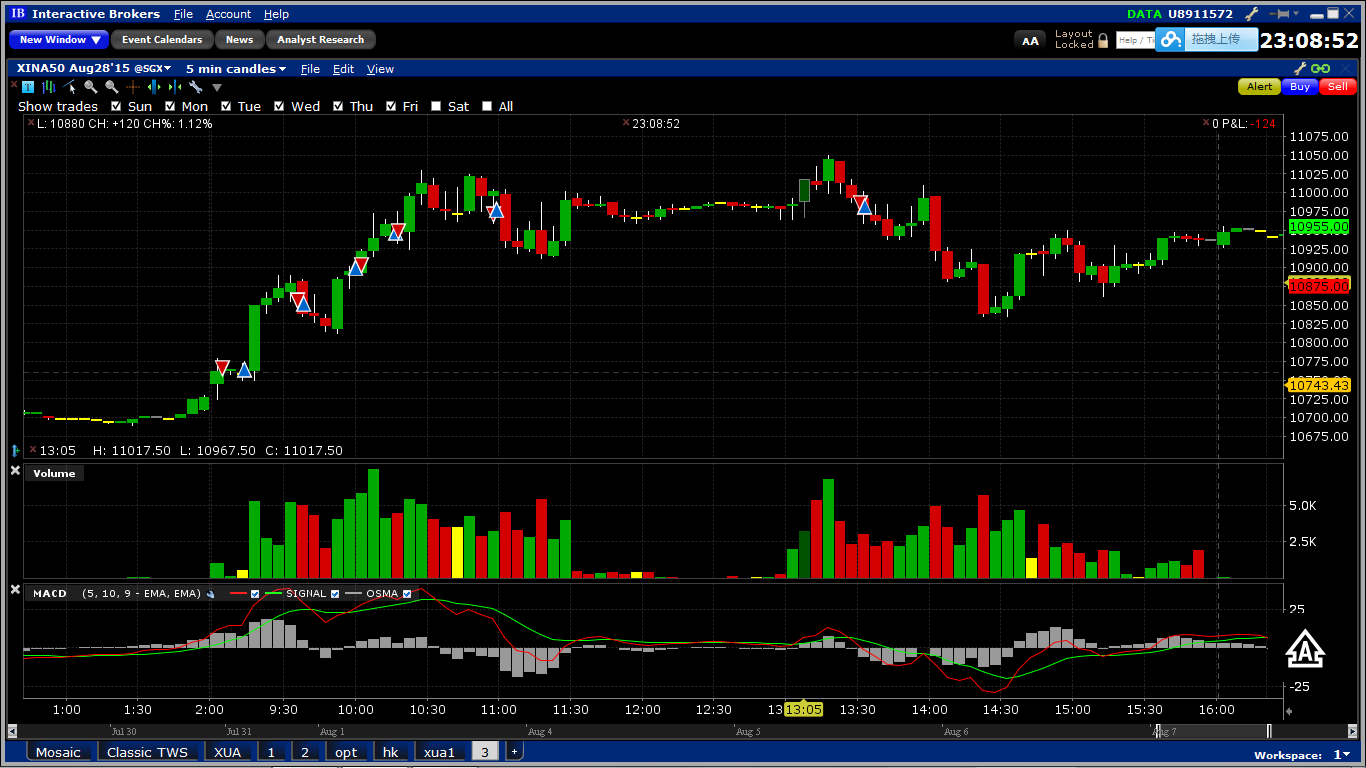 IB Interactive Brokers File Account Help DATA U8911572
New Window ▼ Event Calendars News Analyst Research AA Layout Locked Help / 拖拽上传 23:08:52
XINA50 Aug28'15 @SGX 5 min candles File Edit View
T Alert Buy Sell
Show trades Sun Mon Tue Wed Thu Fri Sat All
L: 10880 CH: +120 CH%: 1.12% 23:08:52 0 P&L: -124
11075.00
11050.00
11025.00
11000.00
10975.00
10955.00
10925.00
10900.00
10875.00
10850.00
10825.00
10800.00
10775.00
10743.43
10725.00
10700.00
10675.00
13:05 H: 11017.50 L: 10967.50 C: 11017.50
Volume
5.0K
2.5K
MACD (5, 10, 9 - EMA, EMA) SIGNAL OSMA
25
A
-25
1:00 1:30 2:00 9:30 10:00 10:30 11:00 11:30 12:00 12:30 13:05 13:30 14:00 14:30 15:00 15:30 16:00
Jul 30 Jul 31 Aug 1 Aug 4 Aug 5 Aug 6 Aug 7
Mosaic Classic TWS XUA 1 2 opt hk xua1 3 +
Workspace: 1